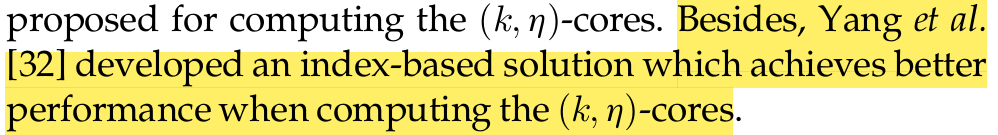 proposed for computing the (k, η)-cores. Besides, Yang et al.
[32] developed an index-based solution which achieves better
performance when computing the (k, η)-cores.